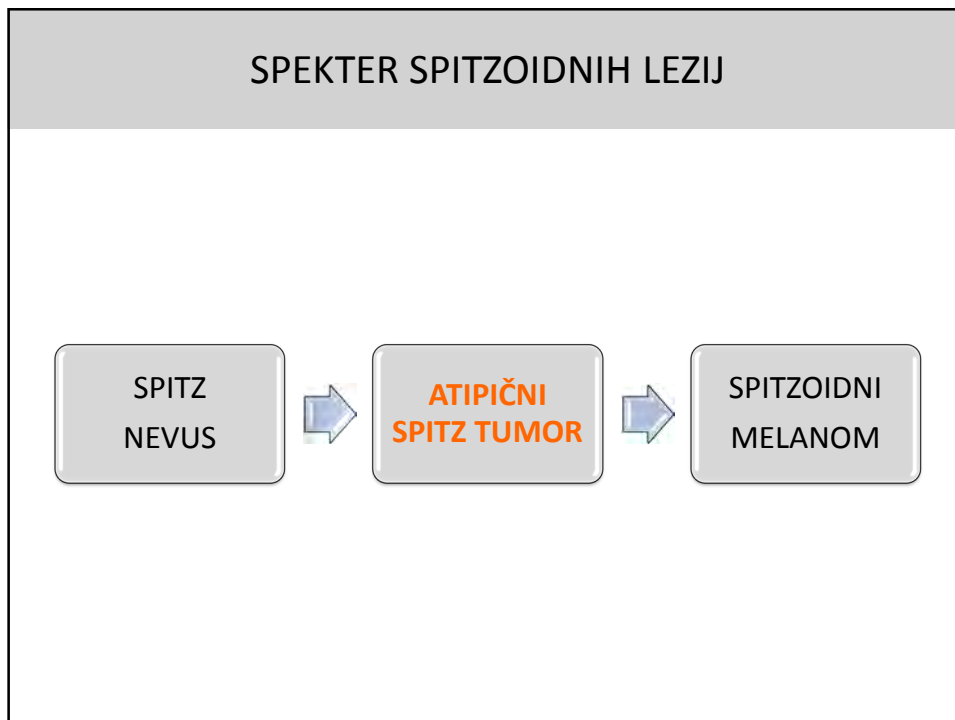 SPEKTER SPITZOIDNIH LEZIJ
SPITZ
NEVUS
ATIPIČNI
SPITZ TUMOR
SPITZOIDNI
MELANOM